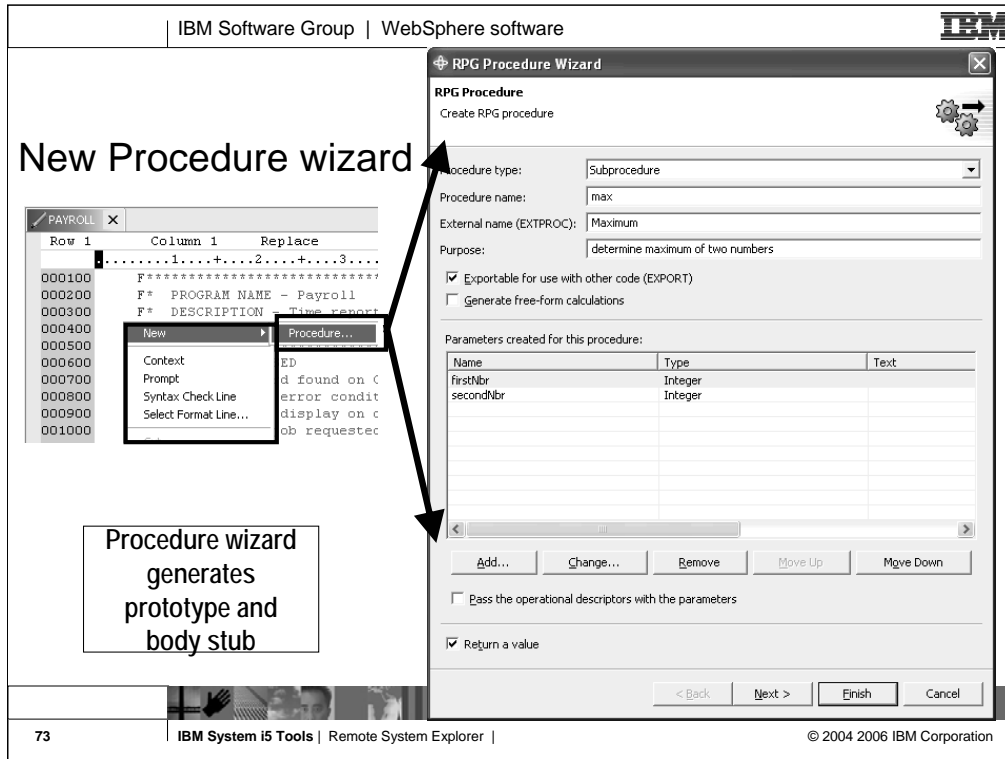 IBM Software Group | WebSphere software
IBM
New Procedure wizard
PAYROLL X
Row 1 Column 1 Replace
.........1....+....2....+....3....
000100 F*****************************
000200 F* PROGRAM NAME - Payroll
000300 F* DESCRIPTION - Time report
000400
000500
000600 ED
000700 d found on
000800 error condit
000900 display on
001000 ob requested
New
Procedure...
Context
Prompt
Syntax Check Line
Select Format Line...
Procedure wizard
generates
prototype and
body stub
RPG Procedure Wizard
RPG Procedure
Create RPG procedure
Procedure type: Subprocedure
Procedure name: max
External name (EXTPROC): Maximum
Purpose: determine maximum of two numbers
Exportable for use with other code (EXPORT)
Generate free-form calculations
Parameters created for this procedure:
Name Type Text
firstNbr Integer
secondNbr Integer
Add... Change... Remove Move Up Move Down
Pass the operational descriptors with the parameters
Return a value
< Back Next > Finish Cancel
73 IBM System i5 Tools | Remote System Explorer | © 2004 2006 IBM Corporation